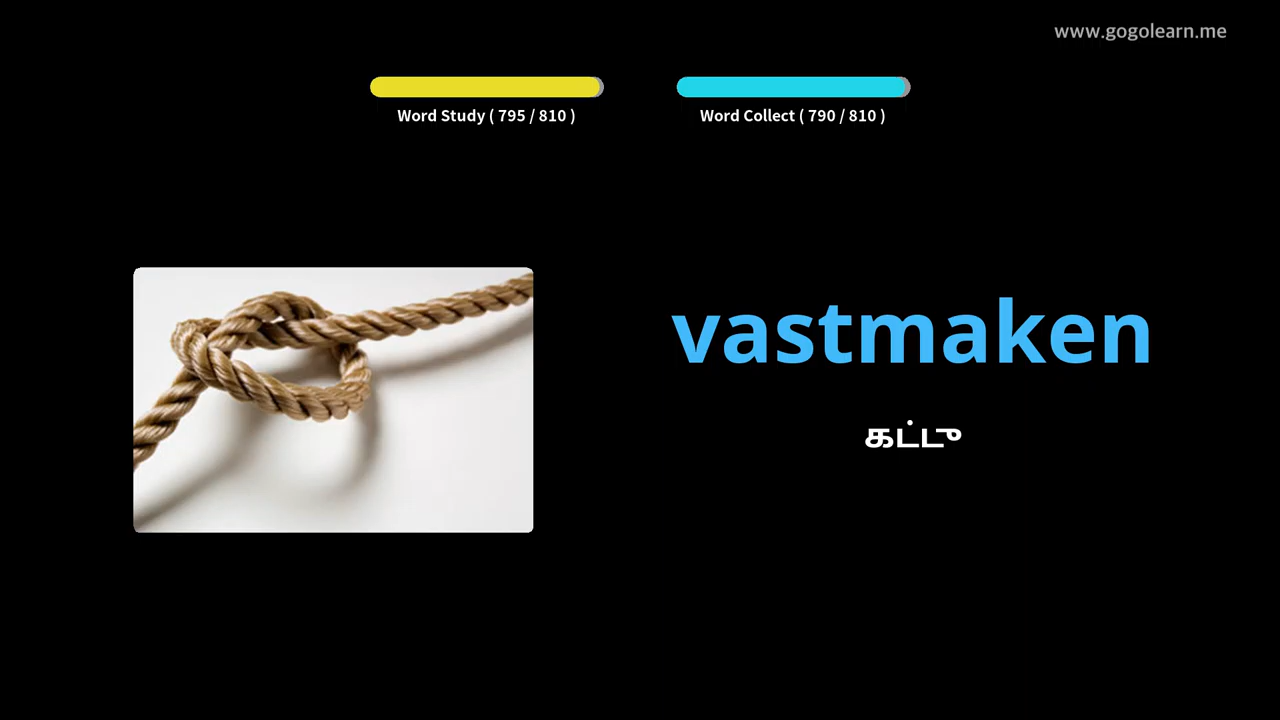 www.gogolearn.me
Word Study ( 795 / 810 )
Word Collect ( 790 / 810 )
vastmaken
கட்டு